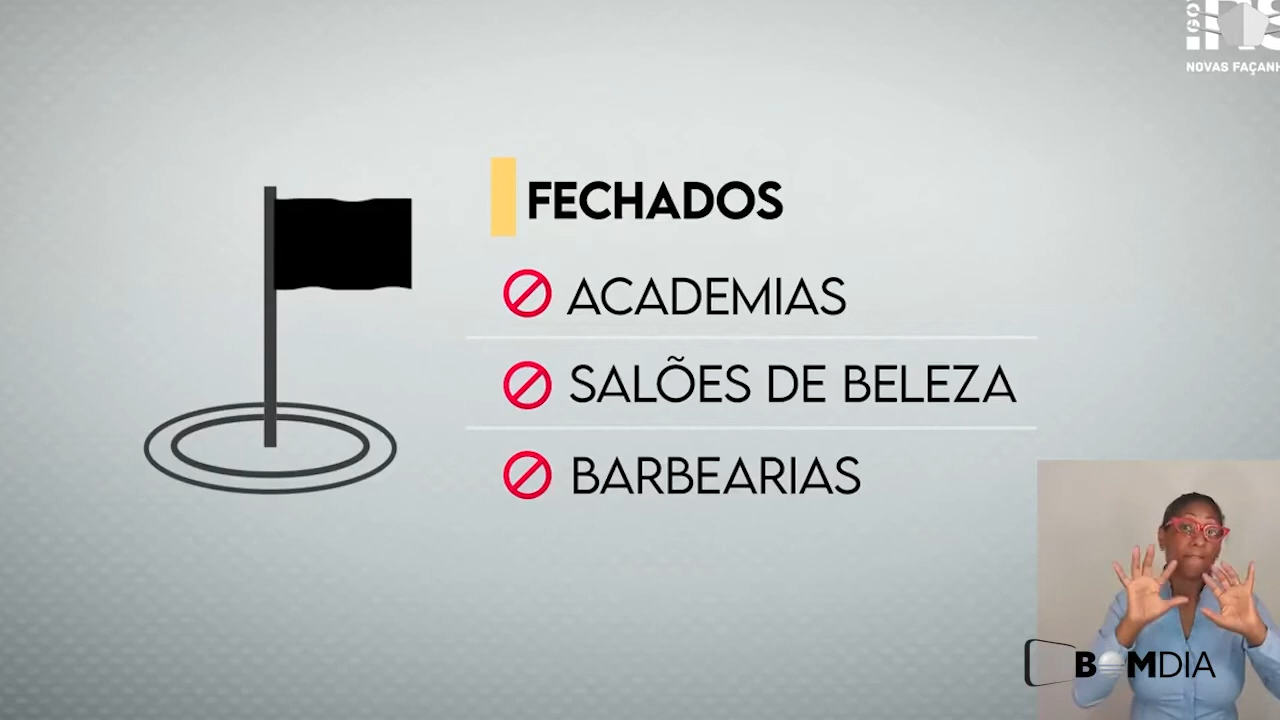 NOVAS FAÇANH
FECHADOS
ACADEMIAS
SALÕES DE BELEZA
BARBEARIAS
BOMDIA